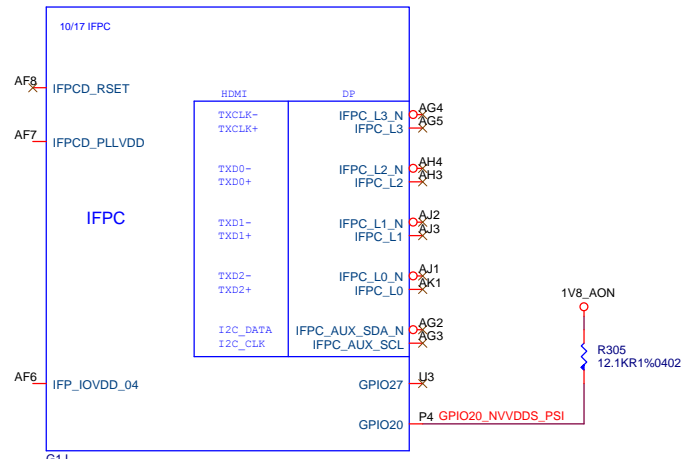 10/17 IFPC
AF8 IFPCD_RSET
HDMI DP
TXCLK- IFPC_L3_N AG4
TXCLK+ IFPC_L3 AG5
AF7 IFPCD_PLLVDD
TXD0- IFPC_L2_N AH4
TXD0+ IFPC_L2 AH3
IFPC
TXD1- IFPC_L1_N AJ2
TXD1+ IFPC_L1 AJ3
TXD2- IFPC_L0_N AJ1
TXD2+ IFPC_L0 AK1
1V8_AON
I2C_DATA IFPC_AUX_SDA_N AG2
I2C_CLK IFPC_AUX_SCL AG3
R305
12.1KR1%0402
AF6 IFP_IOVDD_04 GPIO27 U3
GPIO20 P4 GPIO20_NVVDDS_PSI